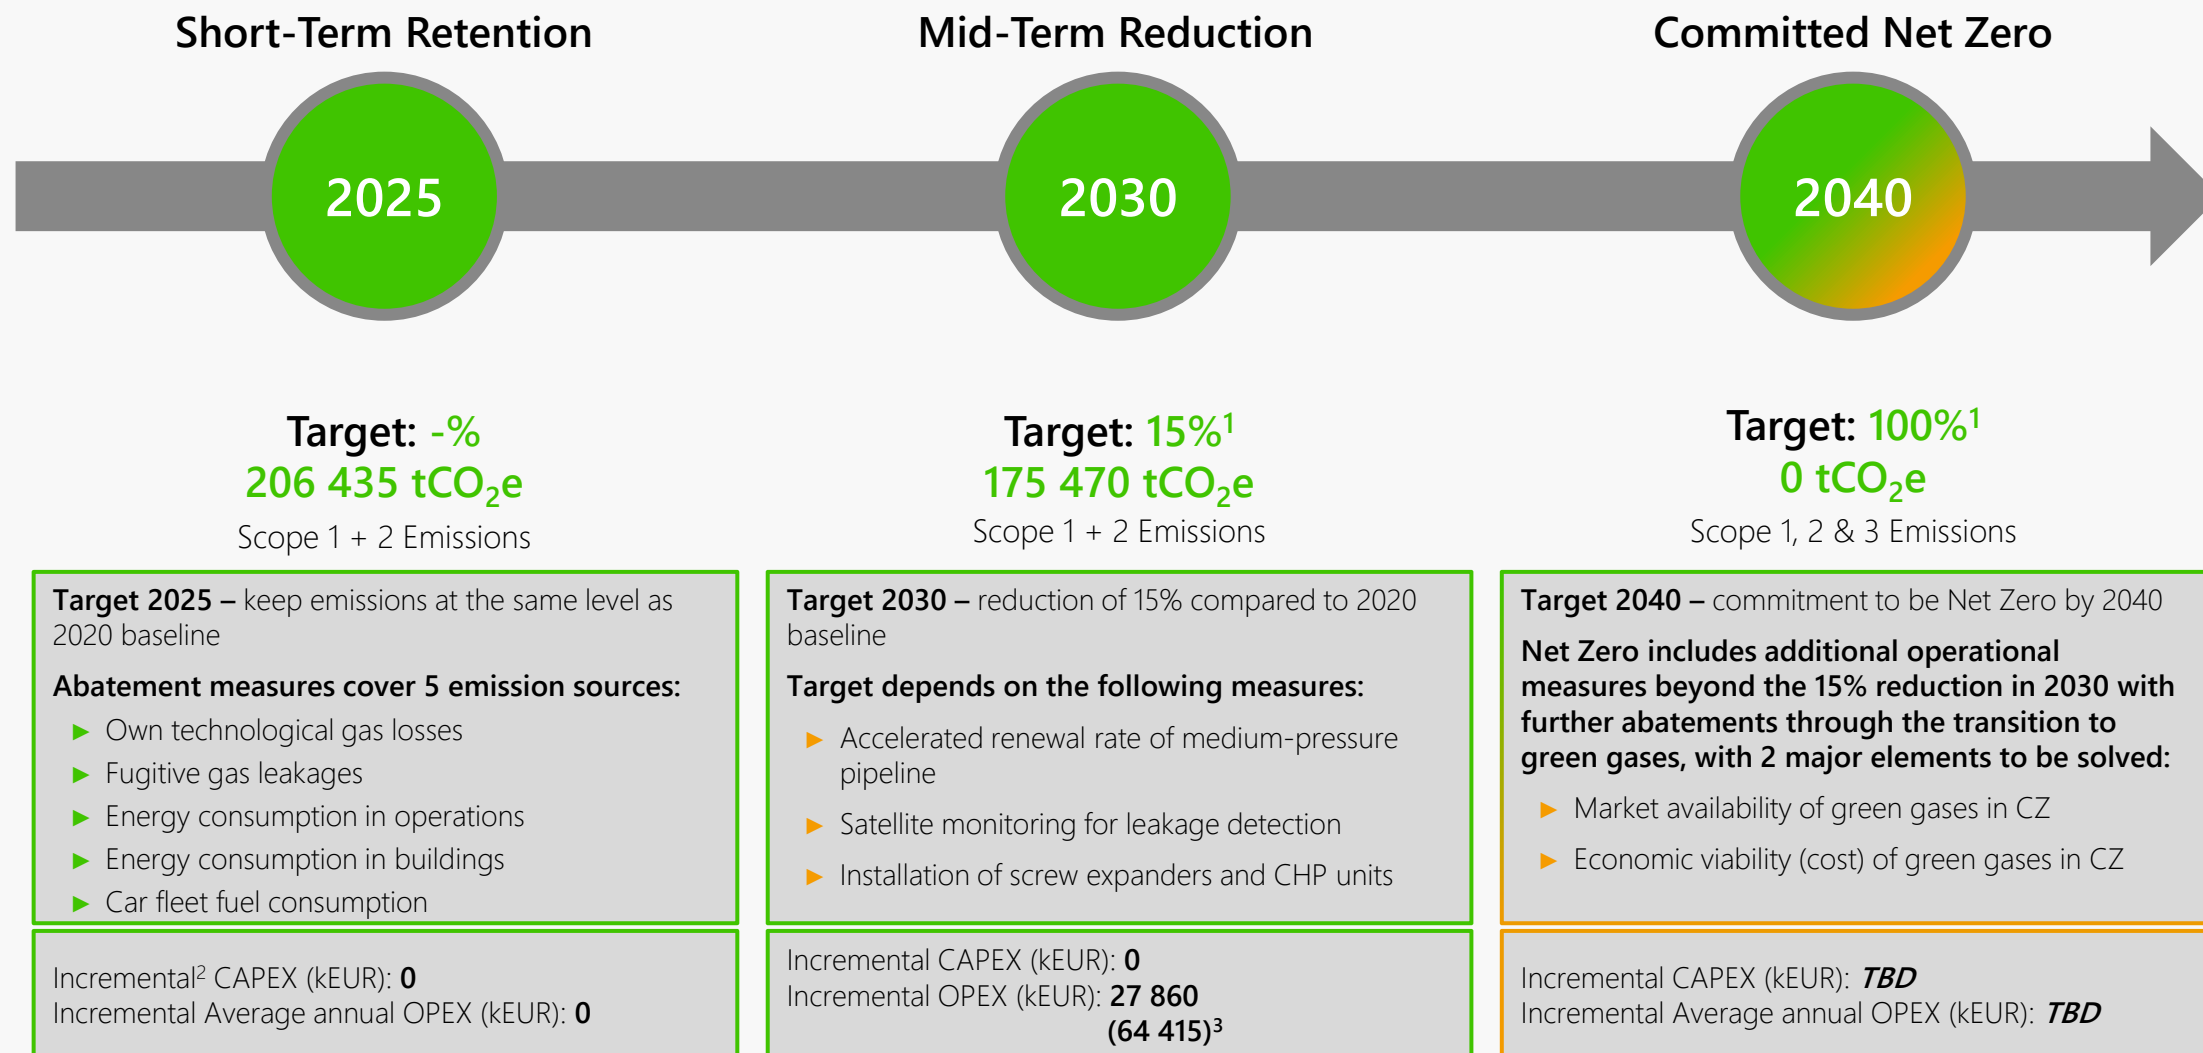 Short-Term Retention
2025
Target: -%
206 435 tCO₂e
Scope 1 + 2 Emissions
Target 2025 – keep emissions at the same level as
2020 baseline
Abatement measures cover 5 emission sources:
► Own technological gas losses
► Fugitive gas leakages
► Energy consumption in operations
► Energy consumption in buildings
► Car fleet fuel consumption
Incremental² CAPEX (kEUR): 0
Incremental Average annual OPEX (kEUR): 0
Mid-Term Reduction
2030
Target: 15%¹
175 470 tCO₂e
Scope 1 + 2 Emissions
Target 2030 – reduction of 15% compared to 2020
baseline
Target depends on the following measures:
► Accelerated renewal rate of medium-pressure
pipeline
► Satellite monitoring for leakage detection
► Installation of screw expanders and CHP units
Incremental CAPEX (kEUR): 0
Incremental OPEX (kEUR): 27 860
(64 415)³
Committed Net Zero
2040
Target: 100%¹
0 tCO₂e
Scope 1, 2 & 3 Emissions
Target 2040 – commitment to be Net Zero by 2040
Net Zero includes additional operational
measures beyond the 15% reduction in 2030 with
further abatements through the transition to
green gases, with 2 major elements to be solved:
► Market availability of green gases in CZ
► Economic viability (cost) of green gases in CZ
Incremental CAPEX (kEUR): TBD
Incremental Average annual OPEX (kEUR): TBD